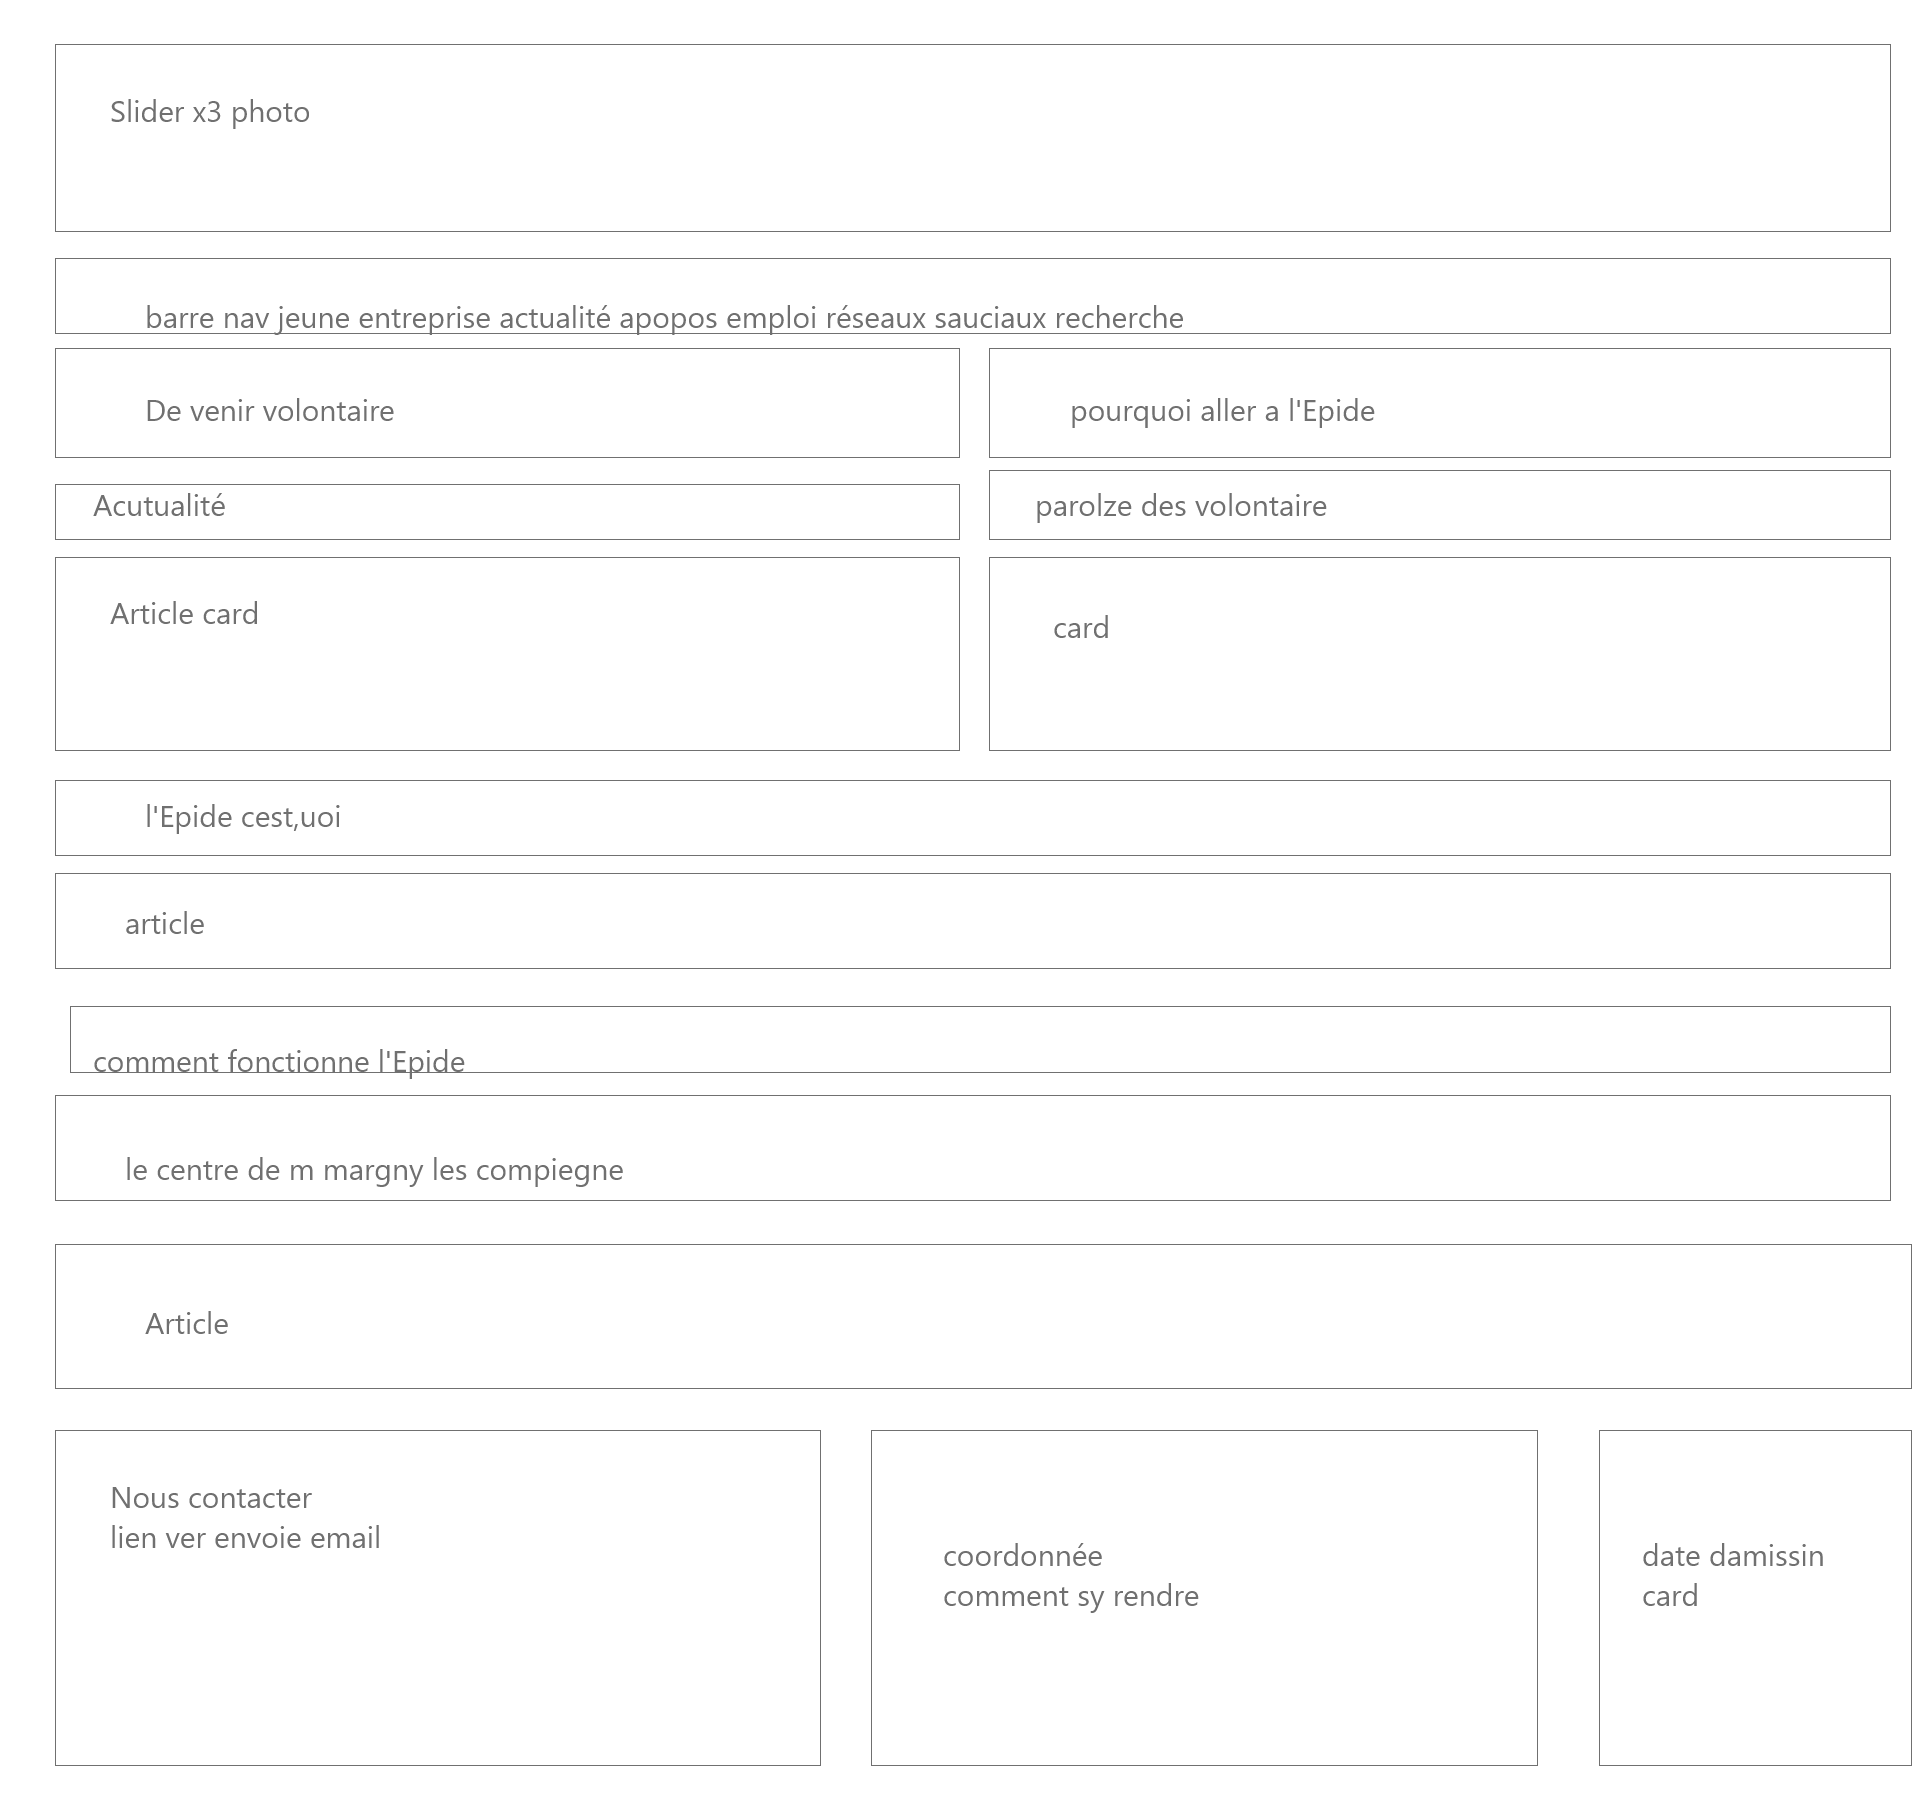 Slider x3 photo
barre nav jeune entreprise actualité apopos emploi réseaux sauciaux recherche
De venir volontaire
pourquoi aller a l'Epide
Acutualité
parolze des volontaire
Article card
card
l'Epide cest,uoi
article
comment fonctionne l'Epide
le centre de m margny les compiegne
Article
Nous contacter
lien ver envoie email
coordonnée
comment sy rendre
date damissin
card